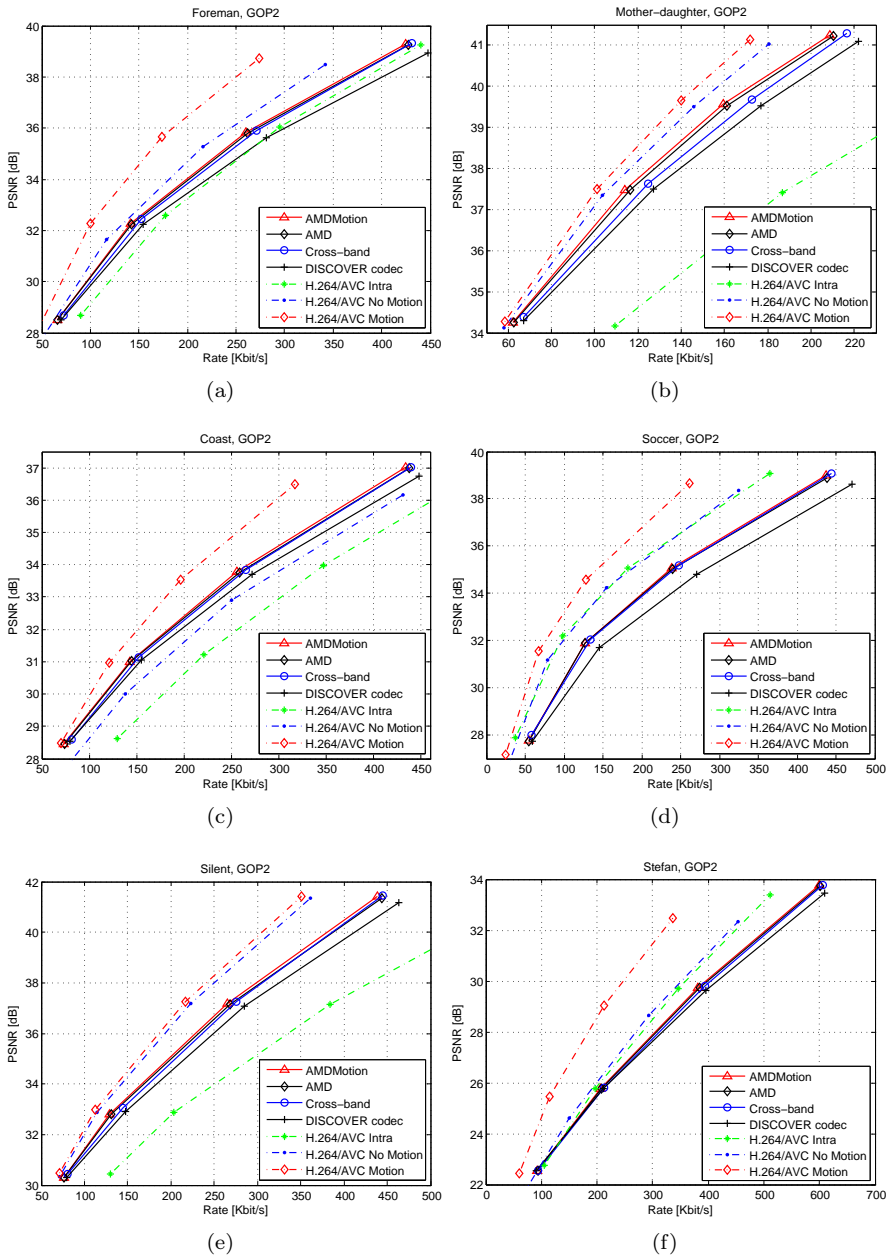 Foreman, GOP2
PSNR [dB]
40
38
36
34
32
30
28
50 100 150 200 250 300 350 400 450
Rate [Kbit/s]
AMDMotion
AMD
Cross−band
DISCOVER codec
H.264/AVC Intra
H.264/AVC No Motion
H.264/AVC Motion
(a)
Mother−daughter, GOP2
PSNR [dB]
41
40
39
38
37
36
35
34
60 80 100 120 140 160 180 200 220
Rate [Kbit/s]
AMDMotion
AMD
Cross−band
DISCOVER codec
H.264/AVC Intra
H.264/AVC No Motion
H.264/AVC Motion
(b)
Coast, GOP2
PSNR [dB]
37
36
35
34
33
32
31
30
29
28
50 100 150 200 250 300 350 400 450
Rate [Kbit/s]
AMDMotion
AMD
Cross−band
DISCOVER codec
H.264/AVC Intra
H.264/AVC No Motion
H.264/AVC Motion
(c)
Soccer, GOP2
PSNR [dB]
40
38
36
34
32
30
28
0 50 100 150 200 250 300 350 400 450 500
Rate [Kbit/s]
AMDMotion
AMD
Cross−band
DISCOVER codec
H.264/AVC Intra
H.264/AVC No Motion
H.264/AVC Motion
(d)
Silent, GOP2
PSNR [dB]
42
40
38
36
34
32
30
50 100 150 200 250 300 350 400 450 500
Rate [Kbit/s]
AMDMotion
AMD
Cross−band
DISCOVER codec
H.264/AVC Intra
H.264/AVC No Motion
H.264/AVC Motion
(e)
Stefan, GOP2
PSNR [dB]
34
32
30
28
26
24
22
0 100 200 300 400 500 600 700
Rate [Kbit/s]
AMDMotion
AMD
Cross−band
DISCOVER codec
H.264/AVC Intra
H.264/AVC No Motion
H.264/AVC Motion
(f)